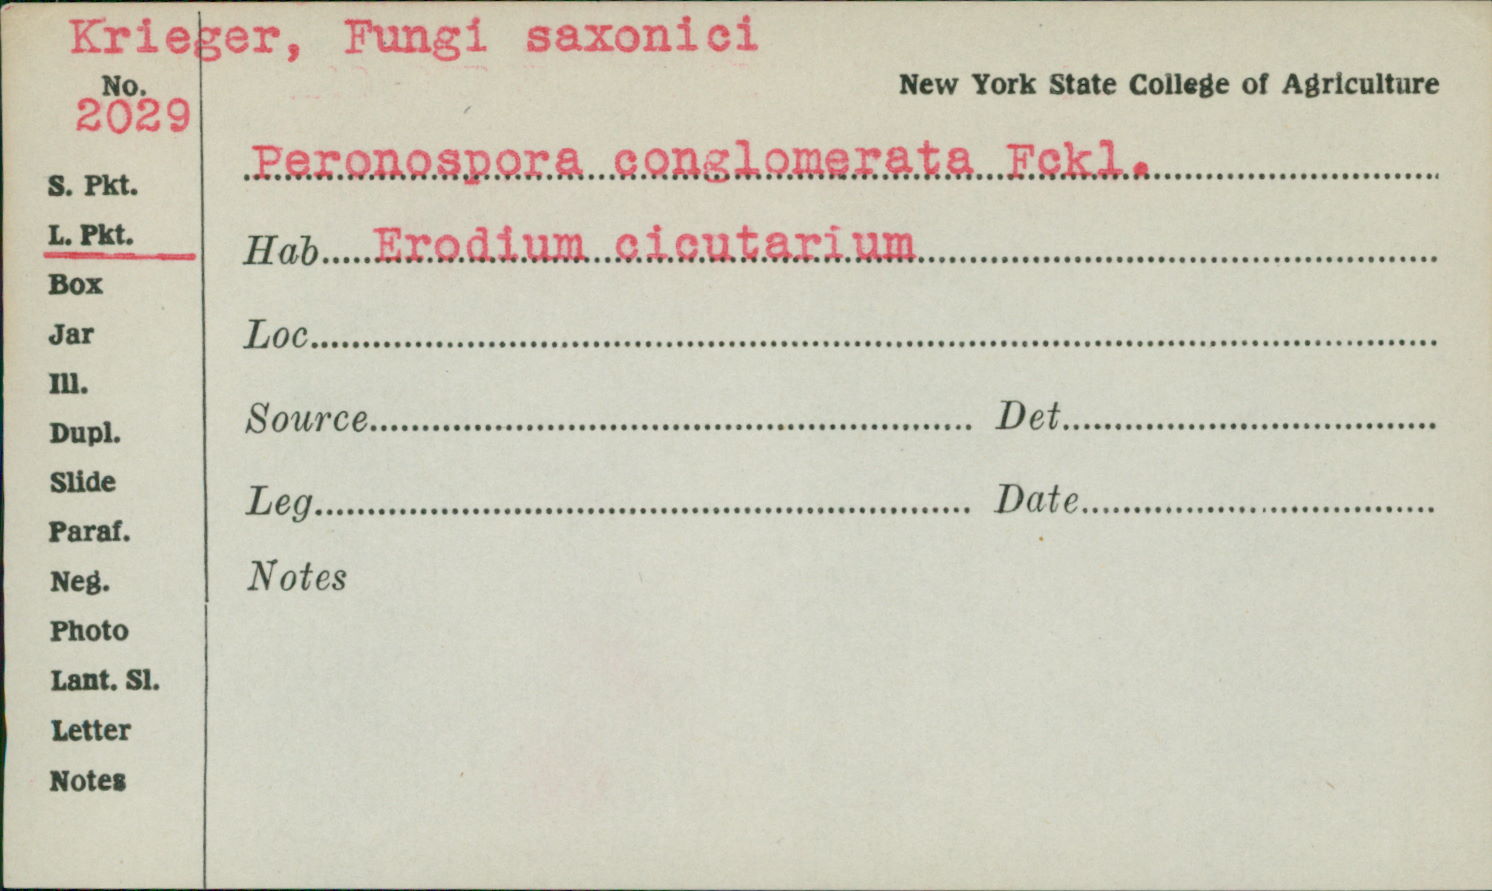 Krieger, Fungi saxonici
New York State College of Agriculture
No.
2029
Peronospora conglomerata Fckl.
S. Pkt.
L. Pkt.
Box
Jar
Ill.
Dupl.
Slide
Paraf.
Neg.
Photo
Lant. Sl.
Letter
Notes
Hab. Erodium cicutarium
Loc.
Source
Det.
Leg.
Date
Notes